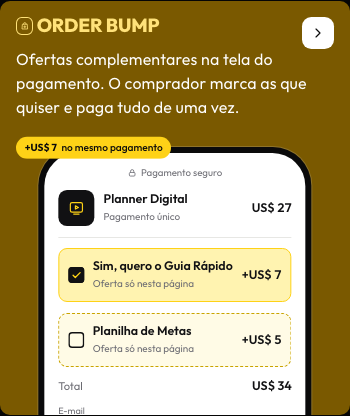 ORDER BUMP
Ofertas complementares na tela do
pagamento. O comprador marca as que
quiser e paga tudo de uma vez.
+US$ 7 no mesmo pagamento
Pagamento seguro
Planner Digital
Pagamento único
US$ 27
Sim, quero o Guia Rápido
Oferta só nesta página
+US$ 7
Planilha de Metas
Oferta só nesta página
+US$ 5
Total
US$ 34
E-mail